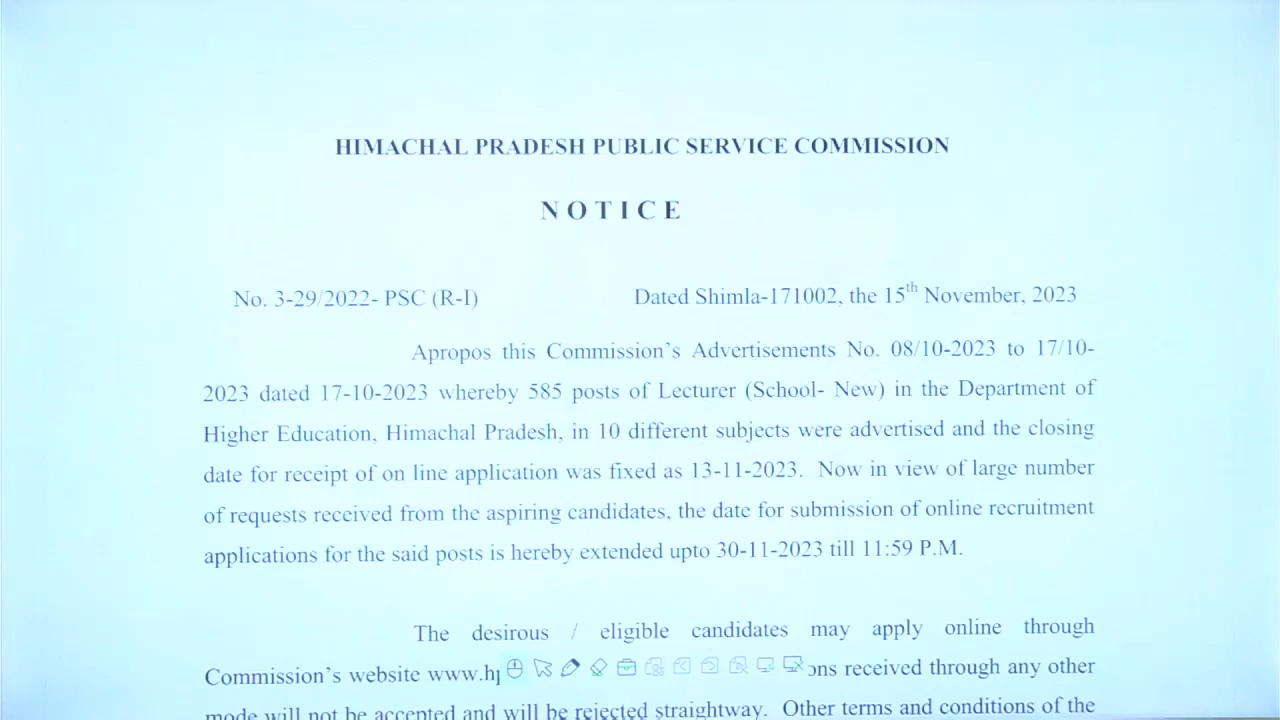 HIMACHAL PRADESH PUBLIC SERVICE COMMISSION
NOTICE
No. 3-29/2022- PSC (R-I) Dated Shimla-171002, the 15th November, 2023
Apropos this Commission's Advertisements No. 08/10-2023 to 17/10-
2023 dated 17-10-2023 whereby 585 posts of Lecturer (School- New) in the Department of
Higher Education, Himachal Pradesh, in 10 different subjects were advertised and the closing
date for receipt of on line application was fixed as 13-11-2023. Now in view of large number
of requests received from the aspiring candidates, the date for submission of online recruitment
applications for the said posts is hereby extended upto 30-11-2023 till 11:59 P.M.
The desirous / eligible candidates may apply online through
Commission's website www.hp ons received through any other
mode will not be accepted and will be rejected straightway. Other terms and conditions of the